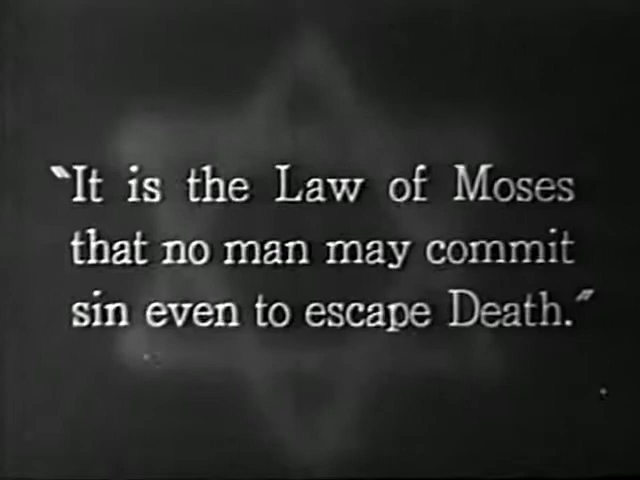 "It is the Law of Moses
that no man may commit
sin even to escape Death."